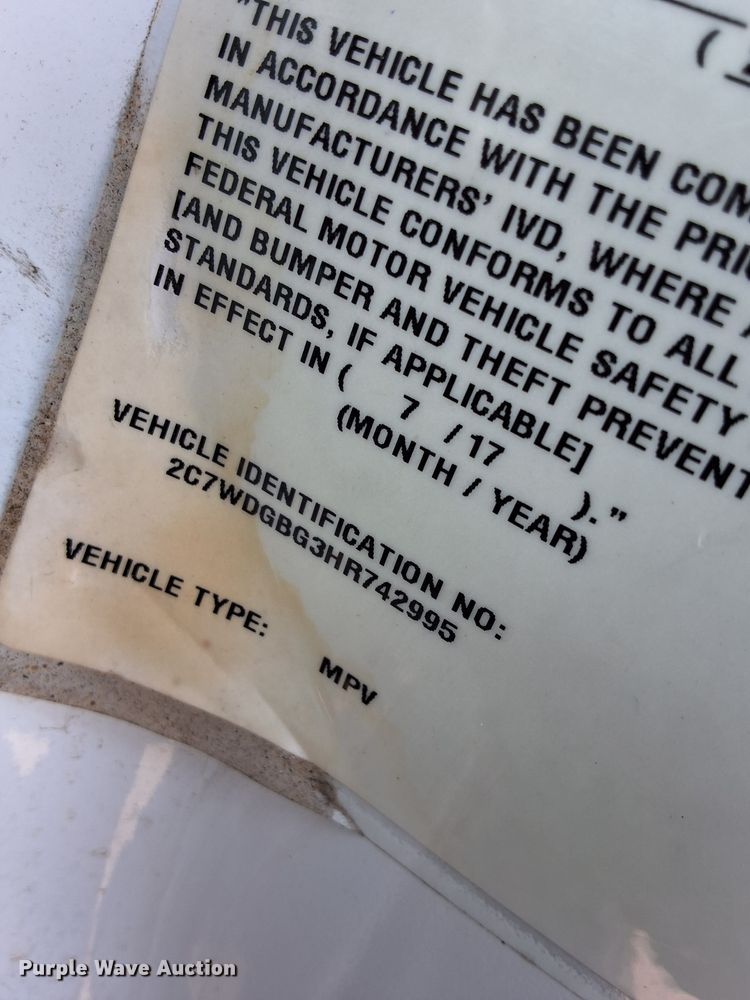 "THIS VEHICLE HAS BEEN COM
IN ACCORDANCE WITH THE PRI
MANUFACTURERS' IVD, WHERE
THIS VEHICLE CONFORMS TO ALL
FEDERAL MOTOR VEHICLE SAFETY
[AND BUMPER AND THEFT PREVENT
STANDARDS, IF APPLICABLE]
IN EFFECT IN ( 7 / 17 )."
(MONTH / YEAR)
VEHICLE IDENTIFICATION NO:
2C7WDGBG3HR742995
VEHICLE TYPE:
MPV
Purple Wave Auction